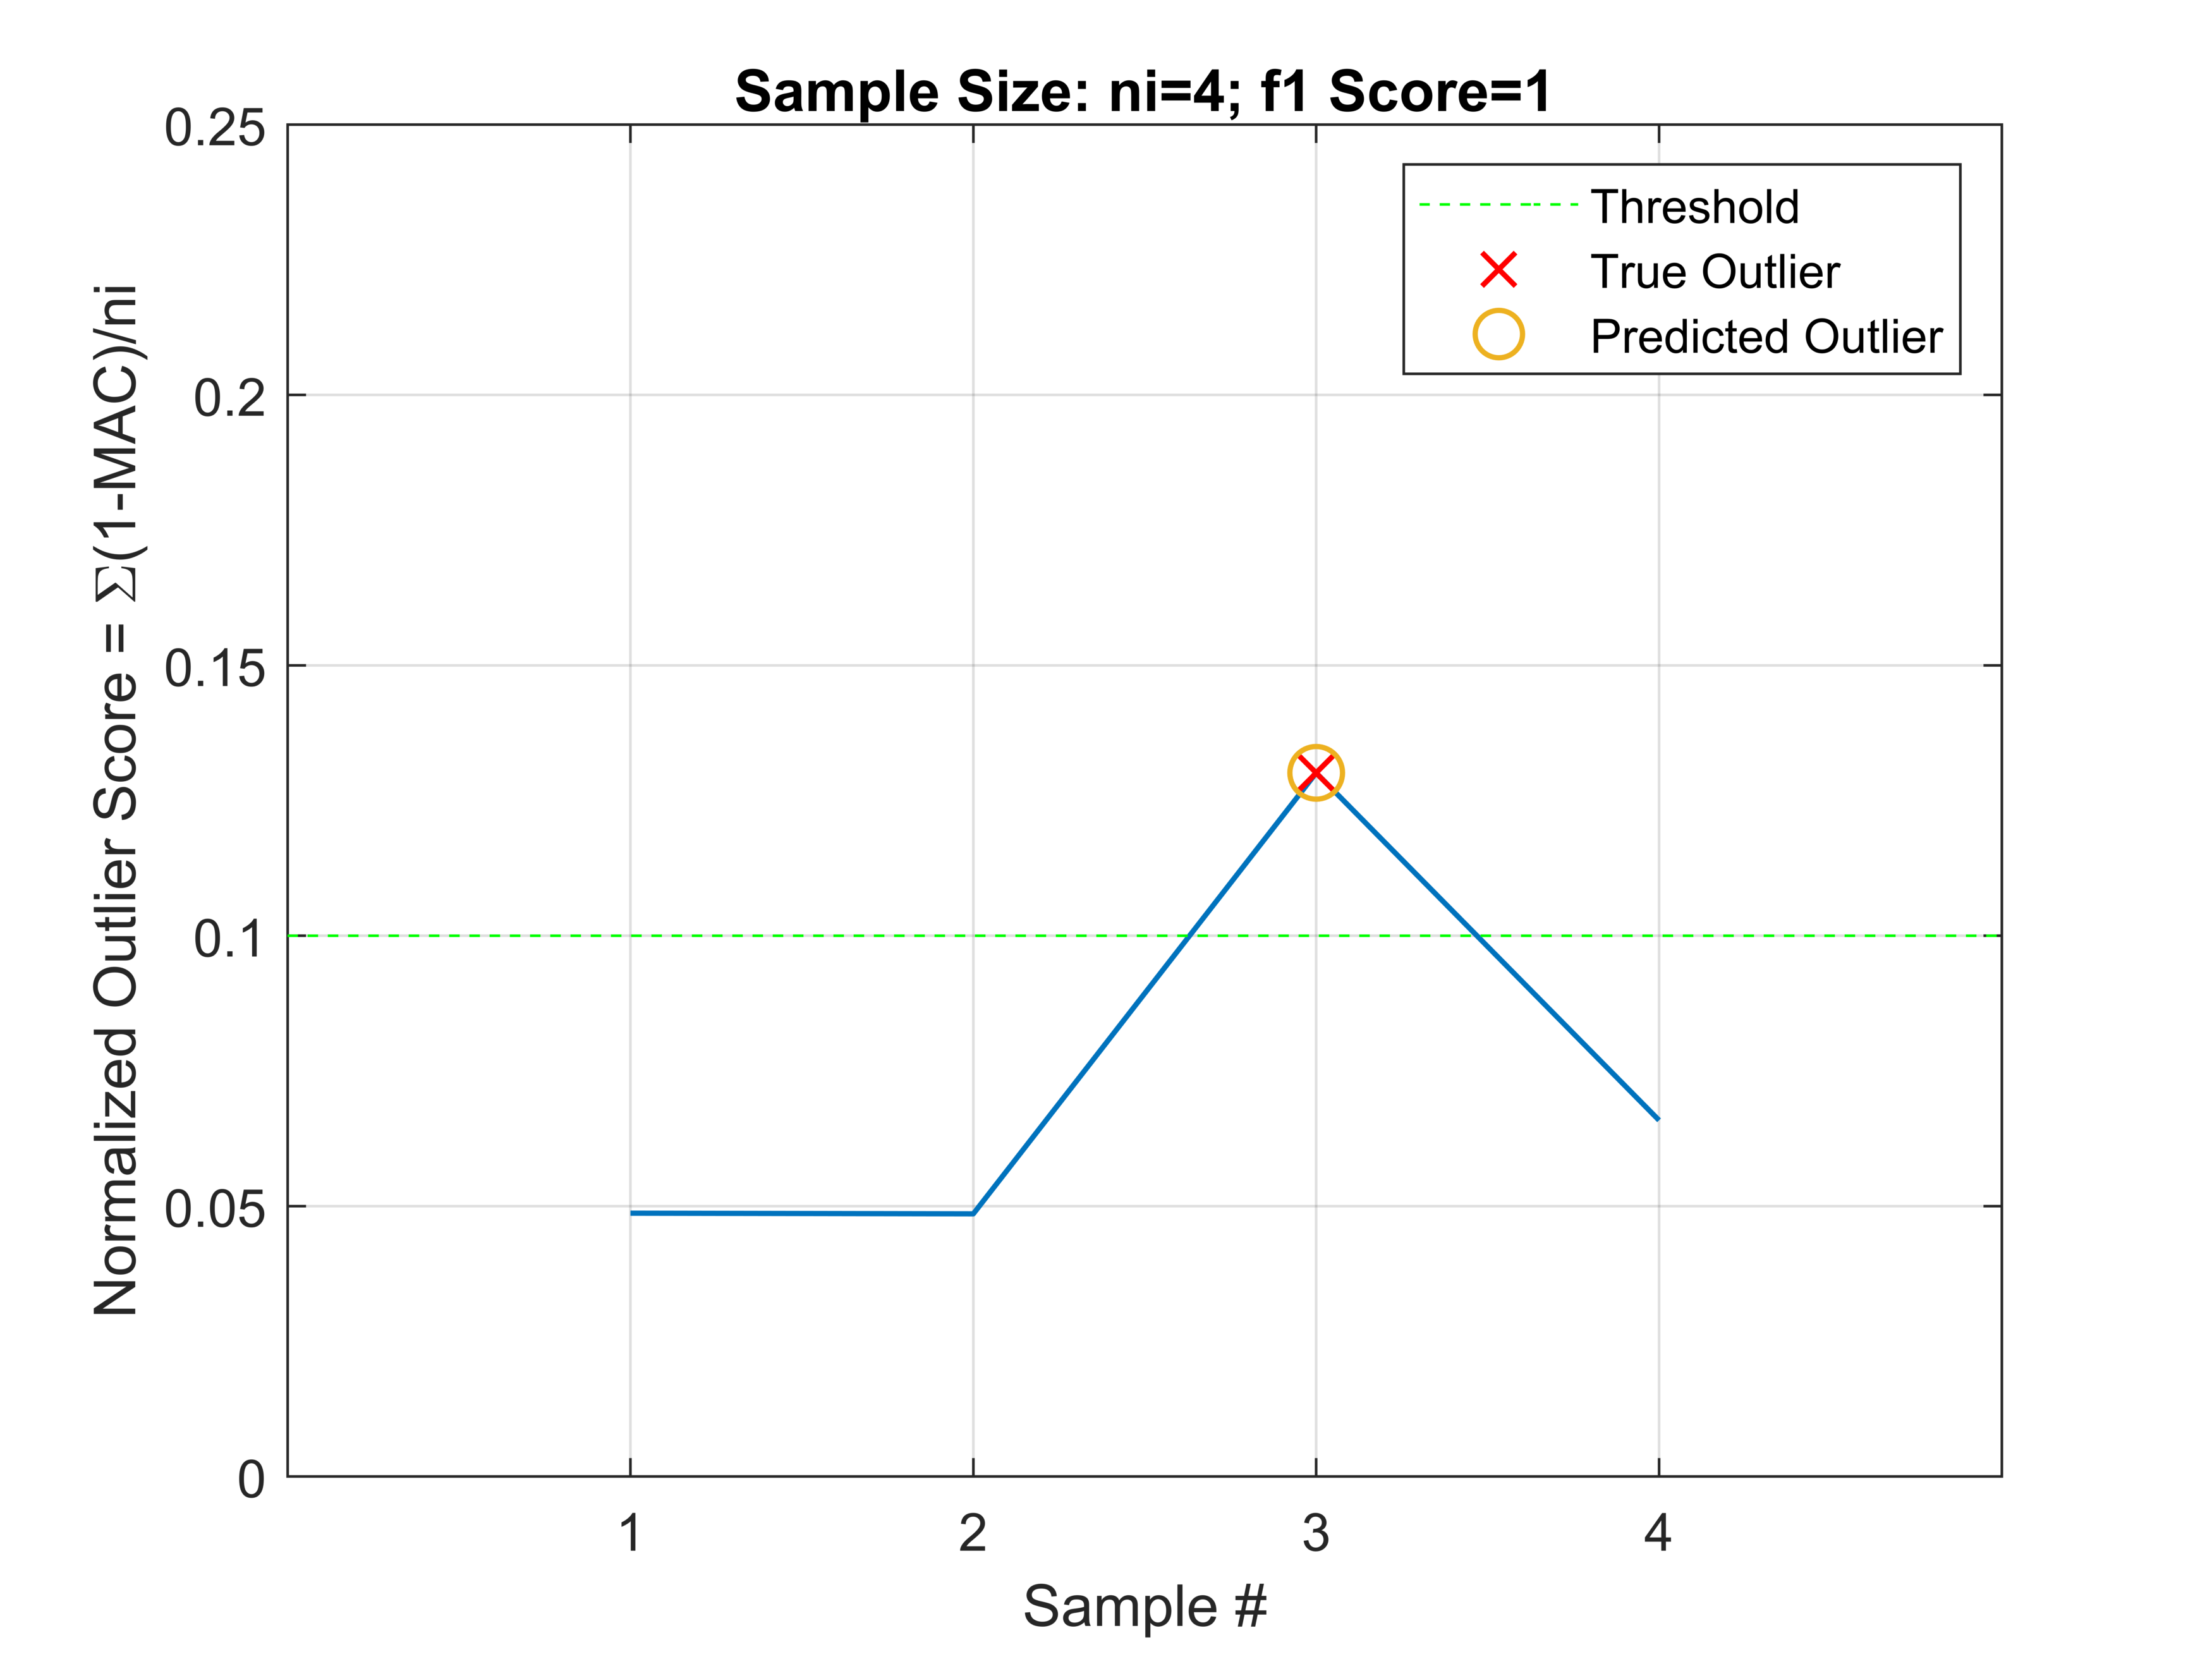 Sample Size: ni=4; f1 Score=1
Threshold
True Outlier
Predicted Outlier
Normalized Outlier Score = Σ(1-MAC)/ni
0.25
0.2
0.15
0.1
0.05
0
1 2 3 4
Sample #